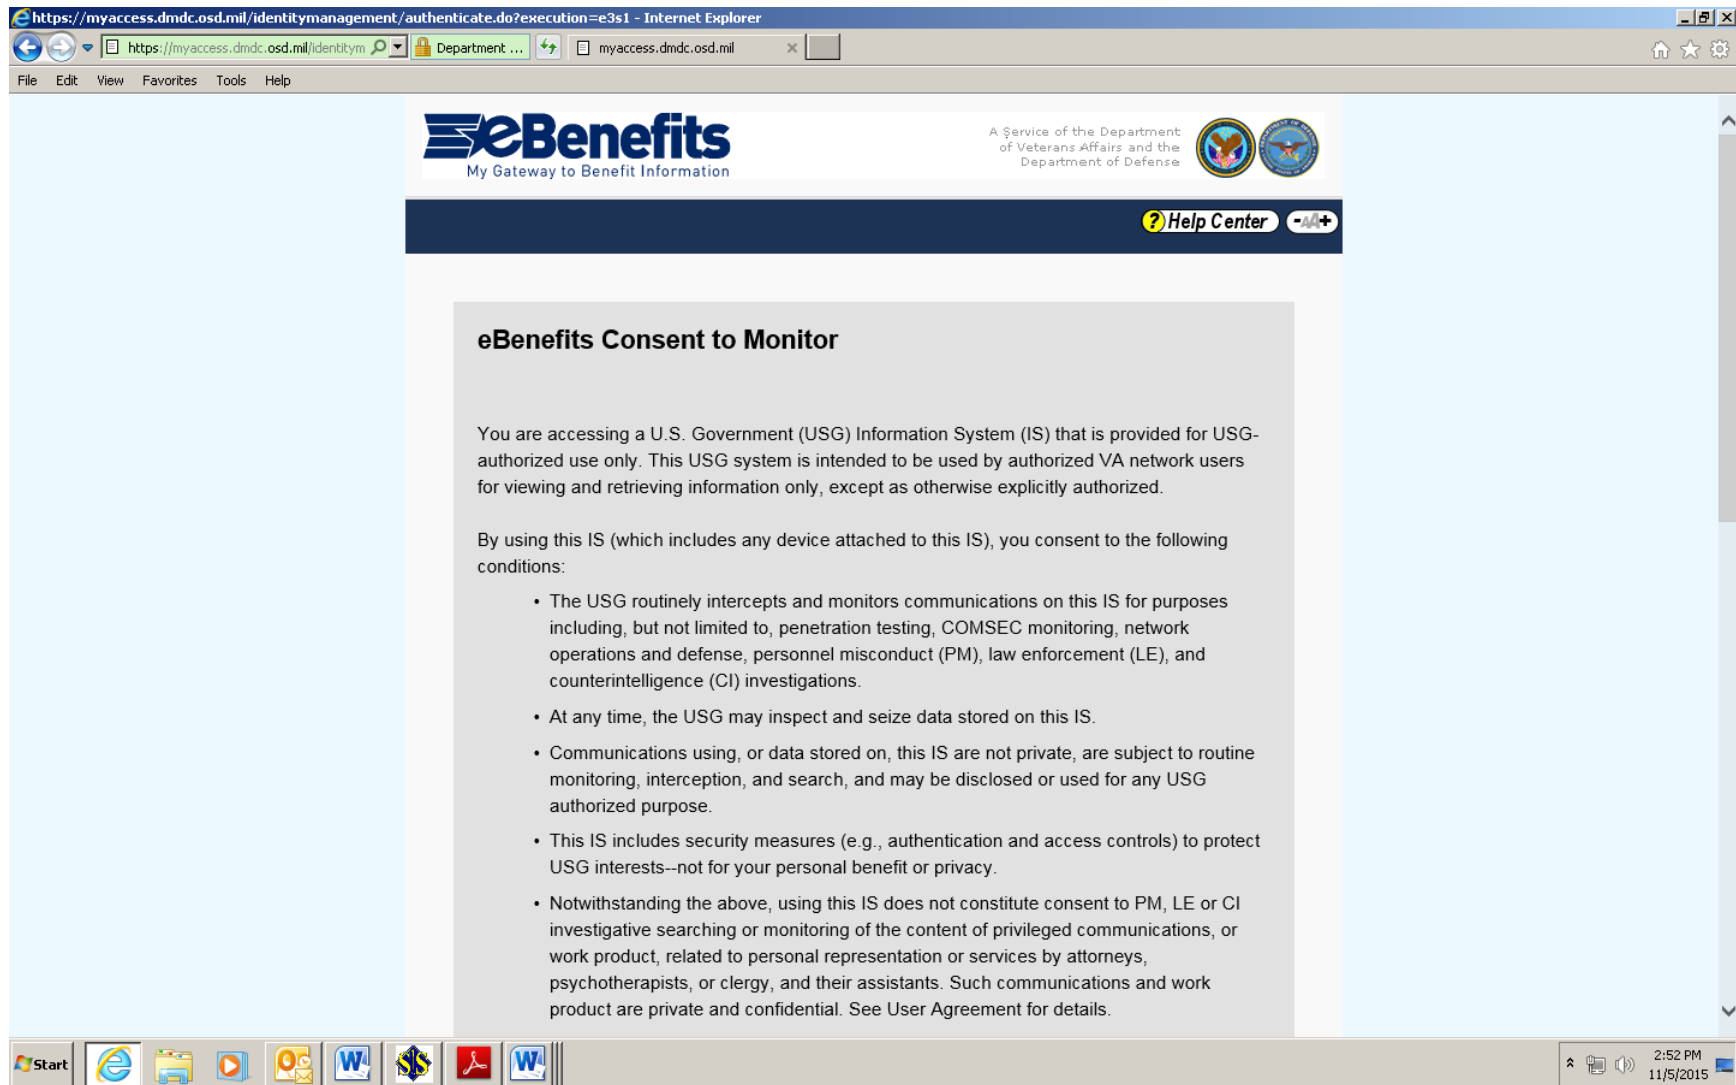 https://myaccess.dmdc.osd.mil/identitymanagement/authenticate.do?execution=e3s1 - Internet Explorer
https://myaccess.dmdc.osd.mil/identitym
Department ...
myaccess.dmdc.osd.mil
File Edit View Favorites Tools Help
eBenefits
My Gateway to Benefit Information
A Service of the Department
of Veterans Affairs and the
Department of Defense
? Help Center
-AA+
eBenefits Consent to Monitor
You are accessing a U.S. Government (USG) Information System (IS) that is provided for USG-
authorized use only. This USG system is intended to be used by authorized VA network users
for viewing and retrieving information only, except as otherwise explicitly authorized.
By using this IS (which includes any device attached to this IS), you consent to the following
conditions:
• The USG routinely intercepts and monitors communications on this IS for purposes
including, but not limited to, penetration testing, COMSEC monitoring, network
operations and defense, personnel misconduct (PM), law enforcement (LE), and
counterintelligence (CI) investigations.
• At any time, the USG may inspect and seize data stored on this IS.
• Communications using, or data stored on, this IS are not private, are subject to routine
monitoring, interception, and search, and may be disclosed or used for any USG
authorized purpose.
• This IS includes security measures (e.g., authentication and access controls) to protect
USG interests--not for your personal benefit or privacy.
• Notwithstanding the above, using this IS does not constitute consent to PM, LE or CI
investigative searching or monitoring of the content of privileged communications, or
work product, related to personal representation or services by attorneys,
psychotherapists, or clergy, and their assistants. Such communications and work
product are private and confidential. See User Agreement for details.
Start
2:52 PM
11/5/2015